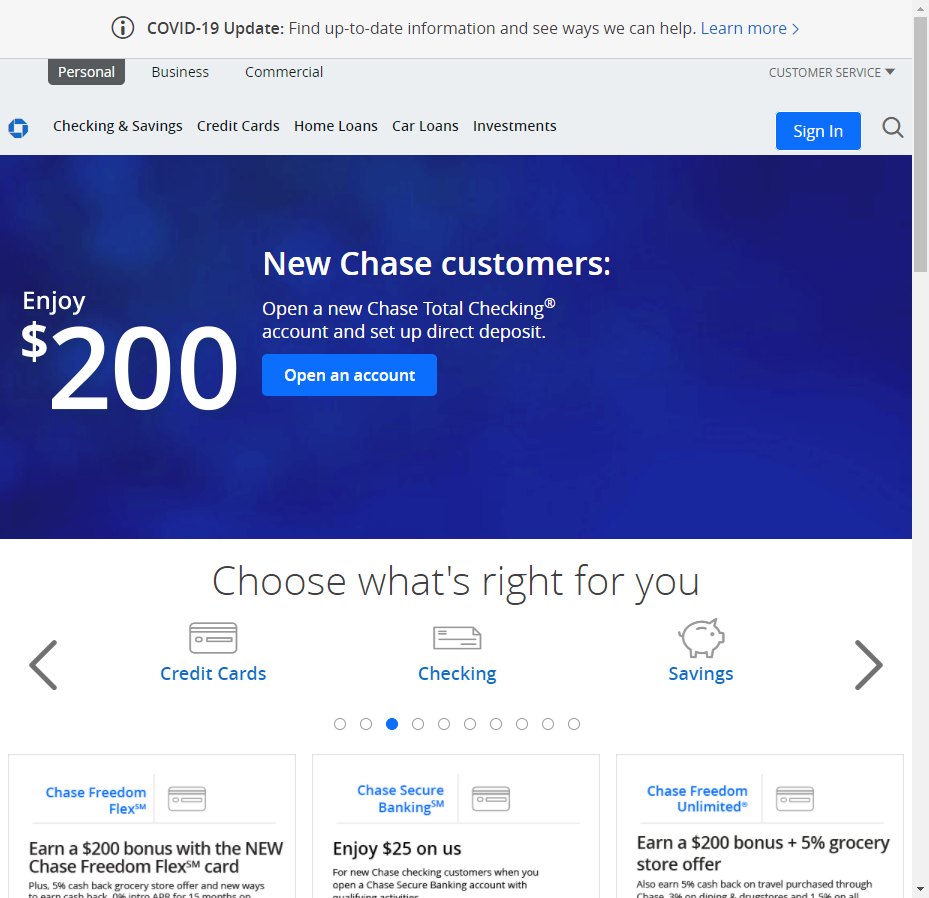 COVID-19 Update: Find up-to-date information and see ways we can help. Learn more
Personal Business Commercial CUSTOMER SERVICE
Checking & Savings Credit Cards Home Loans Car Loans Investments Sign In
New Chase customers:
Enjoy
$200
Open a new Chase Total Checking®
account and set up direct deposit.
Open an account
Choose what's right for you
Credit Cards Checking Savings
Chase Freedom
Flex℠
Earn a $200 bonus with the NEW
Chase Freedom Flex℠ card
Plus, 5% cash back grocery store offer and new ways
to earn cash back. 0% intro APR for 15 months on
Chase Secure
Banking℠
Enjoy $25 on us
For new Chase checking customers when you
open a Chase Secure Banking account with
qualifying activities.
Chase Freedom
Unlimited®
Earn a $200 bonus + 5% grocery
store offer
Also earn 5% cash back on travel purchased through
Chase, 3% on dining & drugstores and 1.5% on all